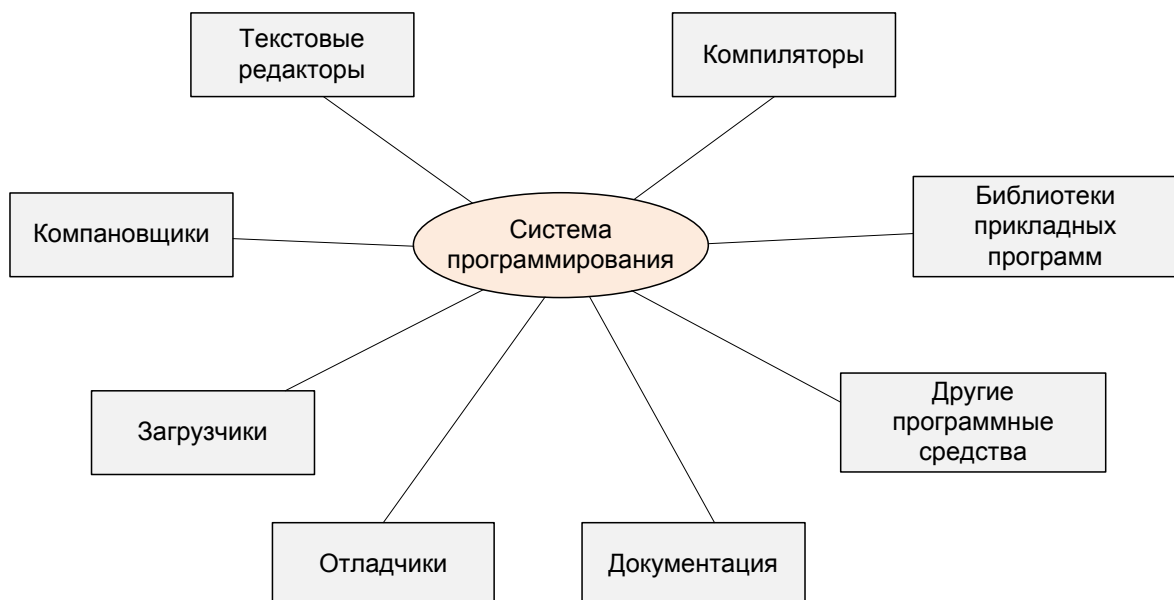 Текстовые
редакторы
Компиляторы
Компановщики
Система
программирования
Библиотеки
прикладных
программ
Загрузчики
Другие
программные
средства
Отладчики
Документация